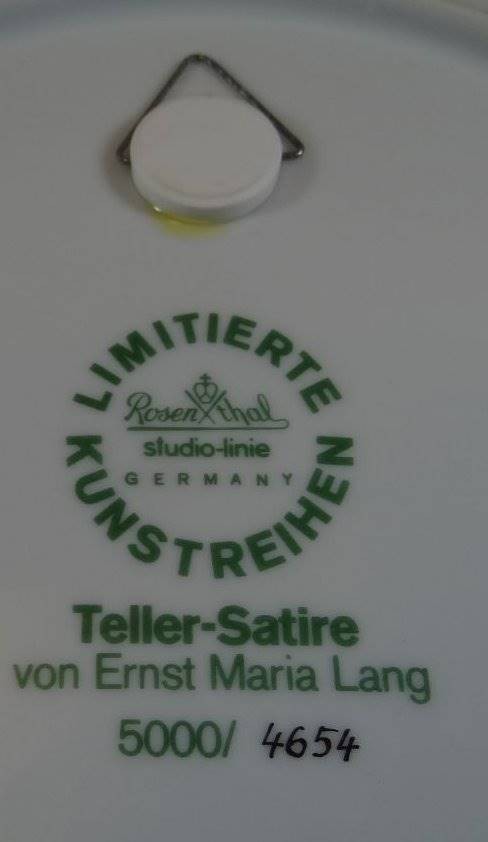 LIMITIERTE
Rosenthal
studio-linie
GERMANY
KUNSTREIHEN
Teller-Satire
von Ernst Maria Lang
5000/ 4654